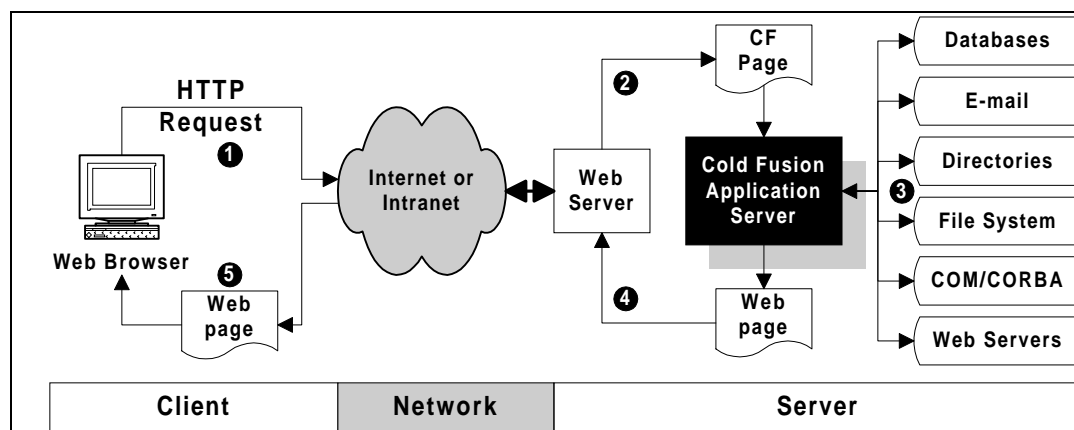 HTTP
Request
1
Web Browser
5
Web
page
Internet or
Intranet
Web
Server
2
4
CF
Page
Cold Fusion
Application
Server
Web
page
3
Databases
E-mail
Directories
File System
COM/CORBA
Web Servers
Client
Network
Server